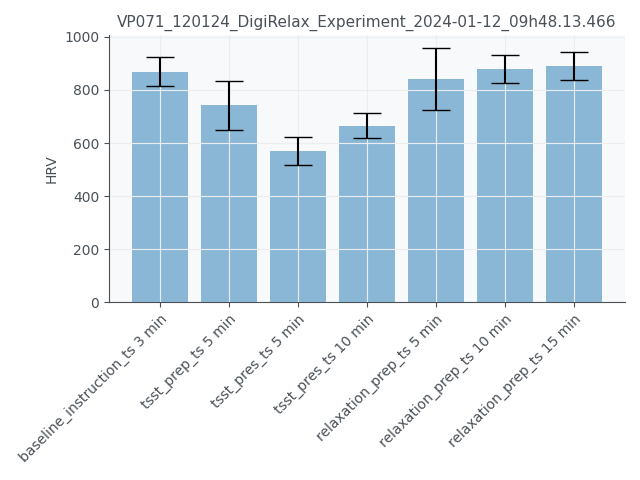 VP071_120124_DigiRelax_Experiment_2024-01-12_09h48.13.466
1000
800
600
400
200
0
HRV
baseline_instruction_ts 3 min
tsst_prep_ts 5 min
tsst_pres_ts 5 min
tsst_pres_ts 10 min
relaxation_prep_ts 5 min
relaxation_prep_ts 10 min
relaxation_prep_ts 15 min